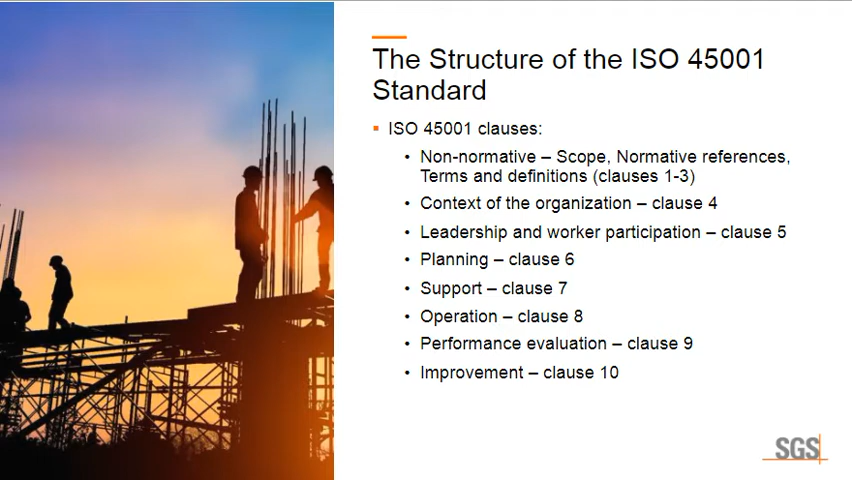 The Structure of the ISO 45001
Standard
ISO 45001 clauses:
• Non-normative – Scope, Normative references,
Terms and definitions (clauses 1-3)
• Context of the organization – clause 4
• Leadership and worker participation – clause 5
• Planning – clause 6
• Support – clause 7
• Operation – clause 8
• Performance evaluation – clause 9
• Improvement – clause 10
SGS